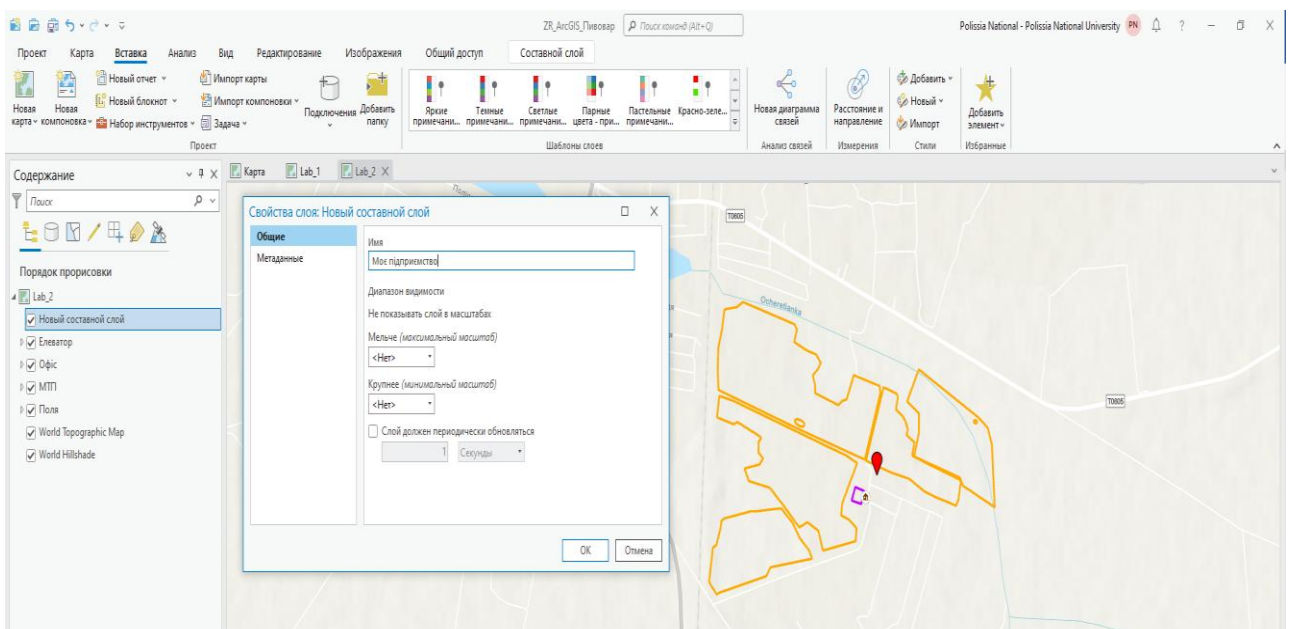 ZR_ArcGIS_Пивовар
Поиск команд (Alt+Q)
Polissia National - Polissia National University
PN
?
Проект Карта Вставка Анализ Вид Редактирование Изображения Общий доступ Составной слой
Новая карта
Новая компоновка
Новый отчет
Новый блокнот
Набор инструментов
Импорт карты
Импорт компоновки
Задача
Подключения
Добавить папку
Проект
Яркие примечани...
Темные примечани...
Светлые примечани...
Парные цвета - при...
Пастельные примечани...
Красно-зеле...
Шаблоны слоев
Новая диаграмма связей
Анализ связей
Расстояние и направление
Измерения
Добавить
Новый
Импорт
Стили
Добавить элемент
Избранные
Содержание
Поиск
Порядок прорисовки
Lab_2
Новый составной слой
Елеватор
Офіс
МТП
Поля
World Topographic Map
World Hillshade
Карта Lab_1 Lab_2
Свойства слоя: Новый составной слой
Общие
Метаданные
Имя
Моє підприємство
Диапазон видимости
Не показывать слой в масштабах
Мельче (максимальный масштаб)
<Нет>
Крупнее (минимальный масштаб)
<Нет>
Слой должен периодически обновляться
1 Секунды
OK Отмена
T0605
Ocheretianka
T0605